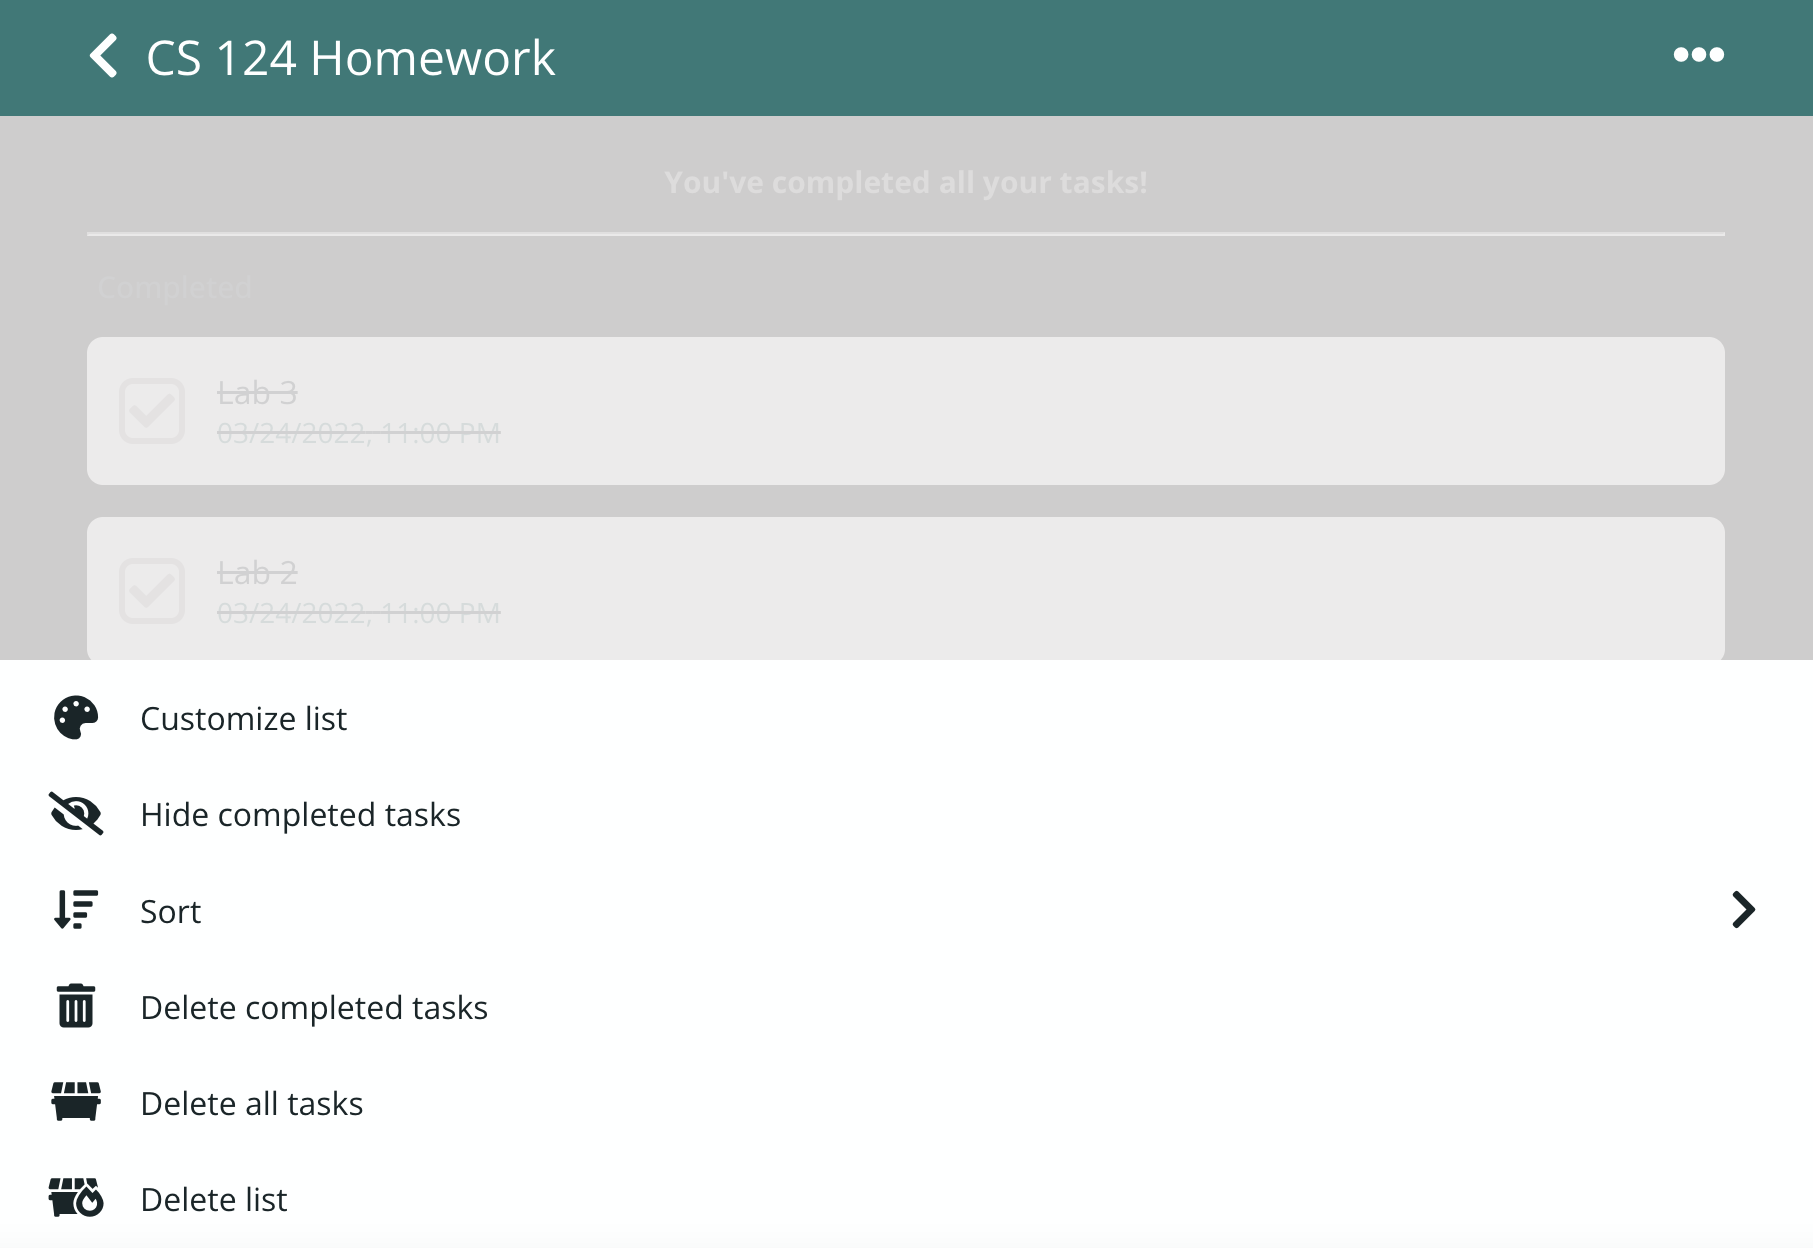 CS 124 Homework
You've completed all your tasks!
Completed
Lab 3
03/24/2022, 11:00 PM
Lab 2
03/24/2022, 11:00 PM
Customize list
Hide completed tasks
Sort
Delete completed tasks
Delete all tasks
Delete list